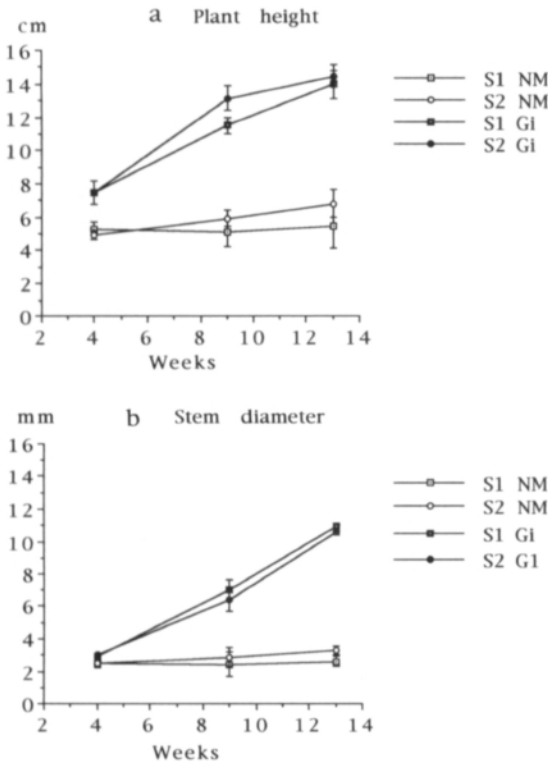 a Plant height
cm
16
14
12
10
8
6
4
2
0
2 4 6 8 10 12 14
Weeks
S1 NM
S2 NM
S1 Gi
S2 Gi
b Stem diameter
mm
16
14
12
10
8
6
4
2
0
2 4 6 8 10 12 14
Weeks
S1 NM
S2 NM
S1 Gi
S2 G1